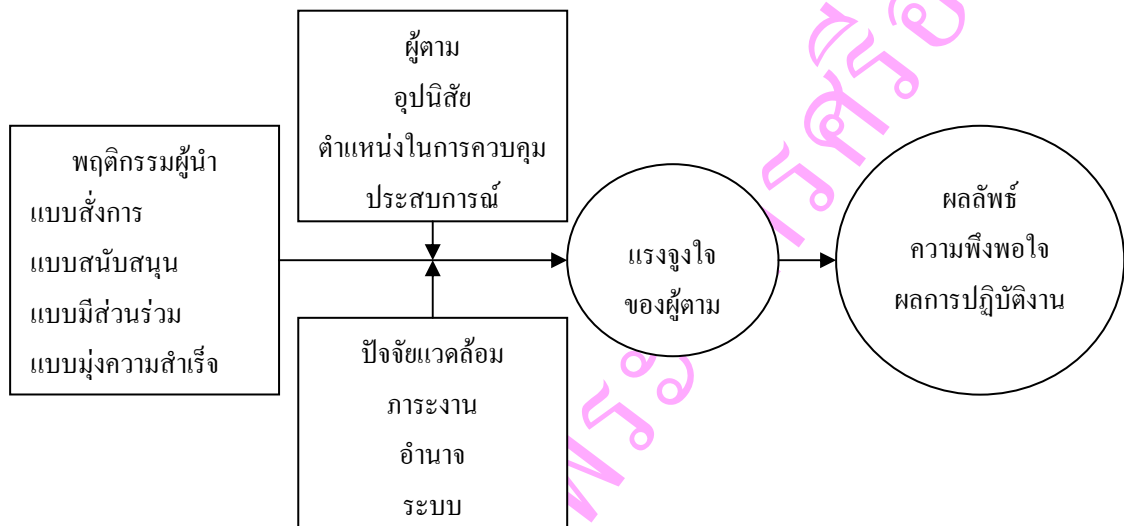 ผู้ตาม
อุปนิสัย
ตำแหน่งในการควบคุม
ประสบการณ์
พฤติกรรมผู้นำ
แบบสั่งการ
แบบสนับสนุน
แบบมีส่วนร่วม
แบบมุ่งความสำเร็จ
แรงจูงใจ
ของผู้ตาม
ผลลัพธ์
ความพึงพอใจ
ผลการปฏิบัติงาน
ปัจจัยแวดล้อม
ภาระงาน
อำนาจ
ระบบ